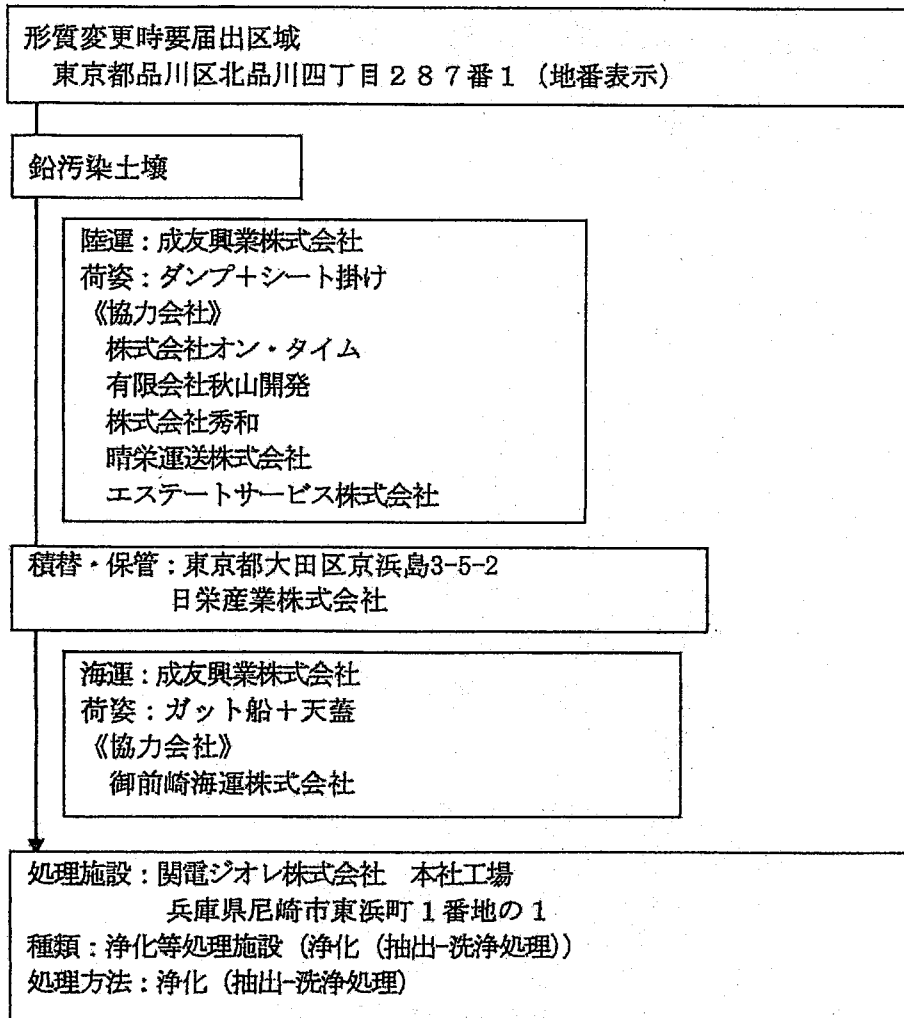 形質変更時要届出区域
東京都品川区北品川四丁目２８７番１（地番表示）
鉛汚染土壌
陸運：成友興業株式会社
荷姿：ダンプ＋シート掛け
《協力会社》
株式会社オン・タイム
有限会社秋山開発
株式会社秀和
晴栄運送株式会社
エステートサービス株式会社
積替・保管：東京都大田区京浜島3-5-2
日栄産業株式会社
海運：成友興業株式会社
荷姿：ガット船＋天蓋
《協力会社》
御前崎海運株式会社
処理施設：関電ジオレ株式会社　本社工場
兵庫県尼崎市東浜町１番地の１
種類：浄化等処理施設（浄化（抽出-洗浄処理））
処理方法：浄化（抽出-洗浄処理）